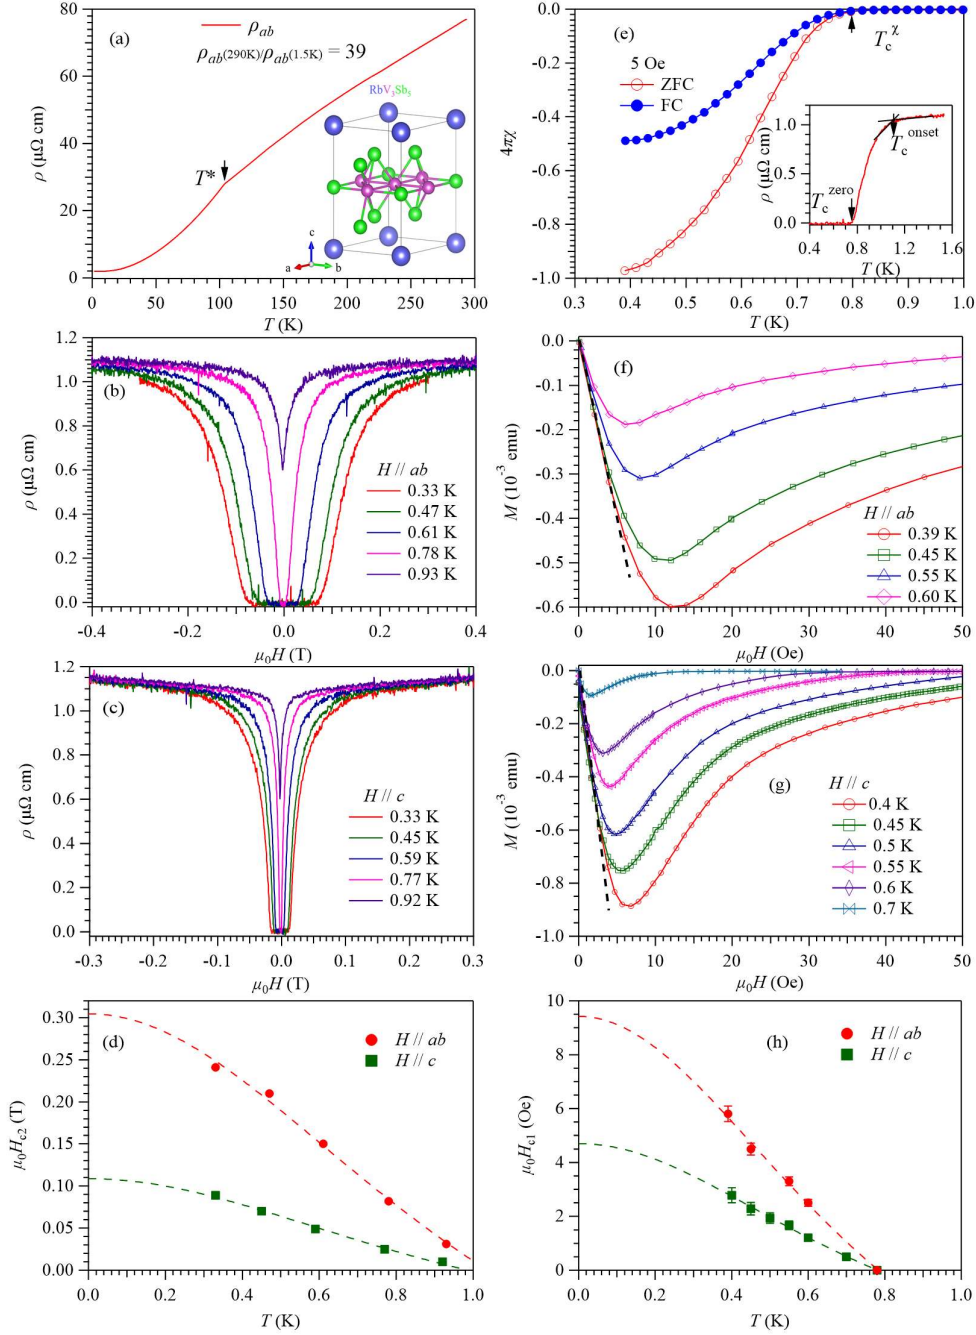 (a)
ρab
ρab(290K)/ρab(1.5K) = 39
RbV3Sb5
T*
c
a
b
80
60
40
20
0
ρ (μΩ cm)
0
50
100
150
200
250
300
T (K)
(e)
Tcχ
5 Oe
ZFC
FC
0.0
-0.2
-0.4
-0.6
-0.8
-1.0
4πχ
0.3
0.4
0.5
0.6
0.7
0.8
0.9
1.0
T (K)
1.0
0.5
0.0
ρ (μΩ cm)
Tconset
Tczero
0.4
0.8
1.2
1.6
T (K)
(b)
1.2
1.0
0.8
0.6
0.4
0.2
0.0
ρ (μΩ cm)
H // ab
0.33 K
0.47 K
0.61 K
0.78 K
0.93 K
-0.4
-0.2
0.0
0.2
0.4
μ0H (T)
(f)
0.0
-0.1
-0.2
-0.3
-0.4
-0.5
-0.6
M (10-3 emu)
H // ab
0.39 K
0.45 K
0.55 K
0.60 K
0
10
20
30
40
50
μ0H (Oe)
(c)
1.2
1.0
0.8
0.6
0.4
0.2
0.0
ρ (μΩ cm)
H // c
0.33 K
0.45 K
0.59 K
0.77 K
0.92 K
-0.3
-0.2
-0.1
0.0
0.1
0.2
0.3
μ0H (T)
(g)
0.0
-0.2
-0.4
-0.6
-0.8
-1.0
M (10-3 emu)
H // c
0.4 K
0.45 K
0.5 K
0.55 K
0.6 K
0.7 K
0
10
20
30
40
50
μ0H (Oe)
(d)
0.30
0.25
0.20
0.15
0.10
0.05
0.00
μ0Hc2 (T)
H // ab
H // c
0.0
0.2
0.4
0.6
0.8
1.0
T (K)
(h)
10
8
6
4
2
0
μ0Hc1 (Oe)
H // ab
H // c
0.0
0.2
0.4
0.6
0.8
1.0
T (K)